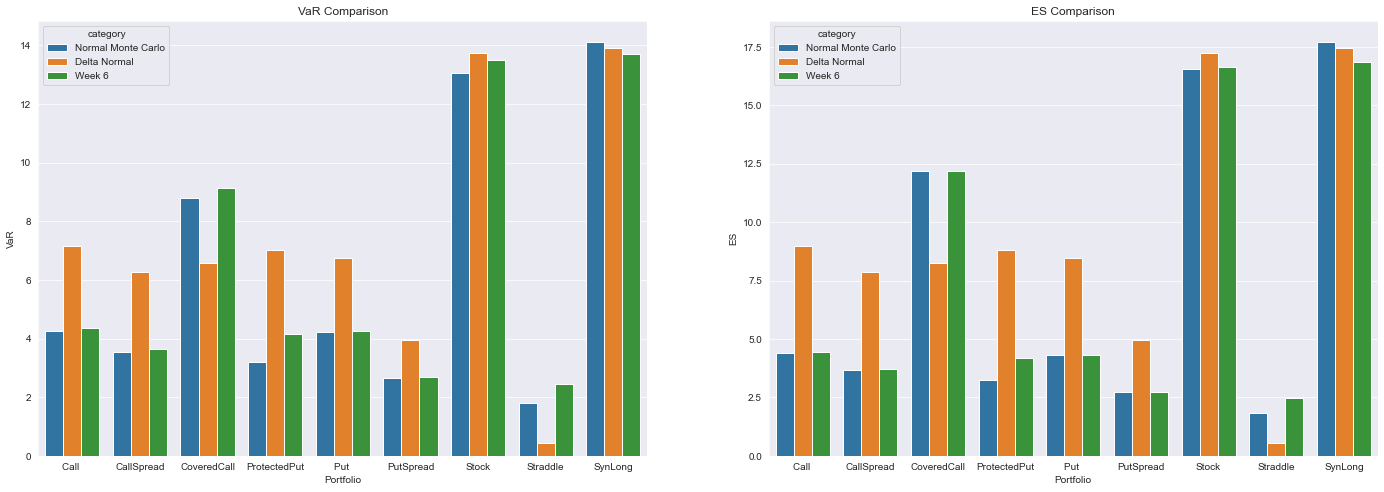 VaR Comparison
category
Normal Monte Carlo
Delta Normal
Week 6
14
12
10
8
6
4
2
0
VaR
Call
CallSpread
CoveredCall
ProtectedPut
Put
PutSpread
Stock
Straddle
SynLong
Portfolio
ES Comparison
category
Normal Monte Carlo
Delta Normal
Week 6
17.5
15.0
12.5
10.0
7.5
5.0
2.5
0.0
ES
Call
CallSpread
CoveredCall
ProtectedPut
Put
PutSpread
Stock
Straddle
SynLong
Portfolio